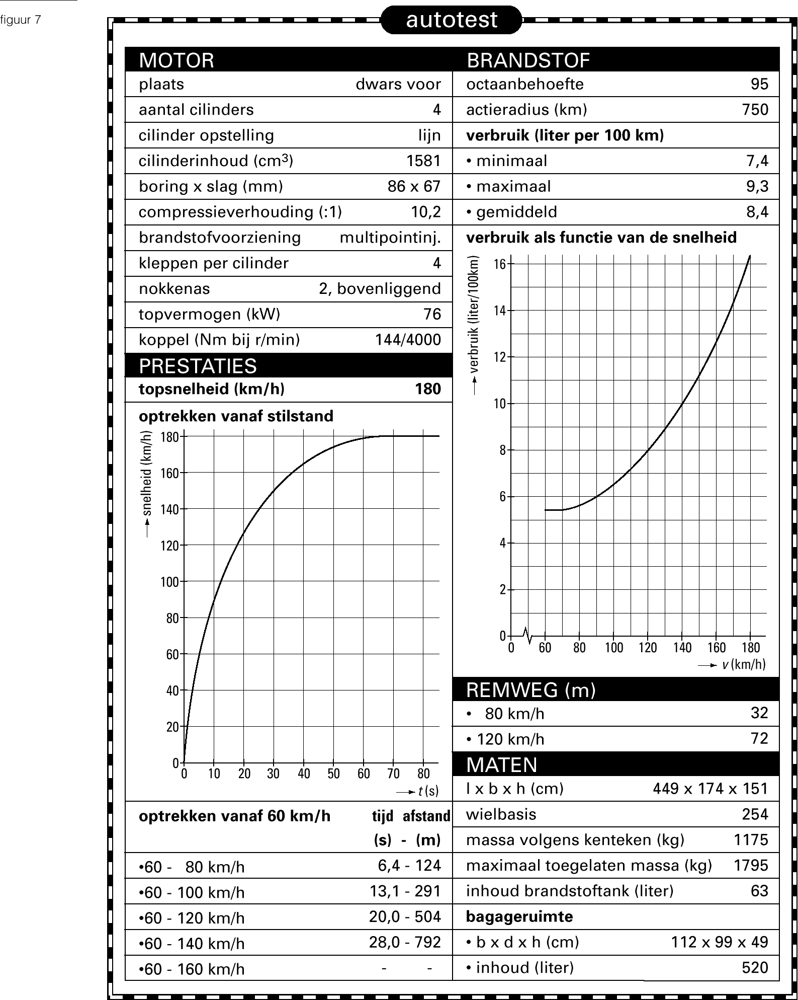 figuur 7
autotest
MOTOR
plaats dwars voor
aantal cilinders 4
cilinder opstelling lijn
cilinderinhoud (cm³) 1581
boring x slag (mm) 86 x 67
compressieverhouding (:1) 10,2
brandstofvoorziening multipointinj.
kleppen per cilinder 4
nokkenas 2, bovenliggend
topvermogen (kW) 76
koppel (Nm bij r/min) 144/4000
PRESTATIES
topsnelheid (km/h) 180
optrekken vanaf stilstand
snelheid (km/h)
180
160
140
120
100
80
60
40
20
0
0 10 20 30 40 50 60 70 80
t (s)
optrekken vanaf 60 km/h tijd afstand
(s) - (m)
•60 - 80 km/h 6,4 - 124
•60 - 100 km/h 13,1 - 291
•60 - 120 km/h 20,0 - 504
•60 - 140 km/h 28,0 - 792
•60 - 160 km/h - -
BRANDSTOF
octaanbehoefte 95
actieradius (km) 750
verbruik (liter per 100 km)
• minimaal 7,4
• maximaal 9,3
• gemiddeld 8,4
verbruik als functie van de snelheid
verbruik (liter/100km)
16
14
12
10
8
6
4
2
0
0 60 80 100 120 140 160 180
v (km/h)
REMWEG (m)
• 80 km/h 32
• 120 km/h 72
MATEN
l x b x h (cm) 449 x 174 x 151
wielbasis 254
massa volgens kenteken (kg) 1175
maximaal toegelaten massa (kg) 1795
inhoud brandstoftank (liter) 63
bagageruimte
• b x d x h (cm) 112 x 99 x 49
• inhoud (liter) 520